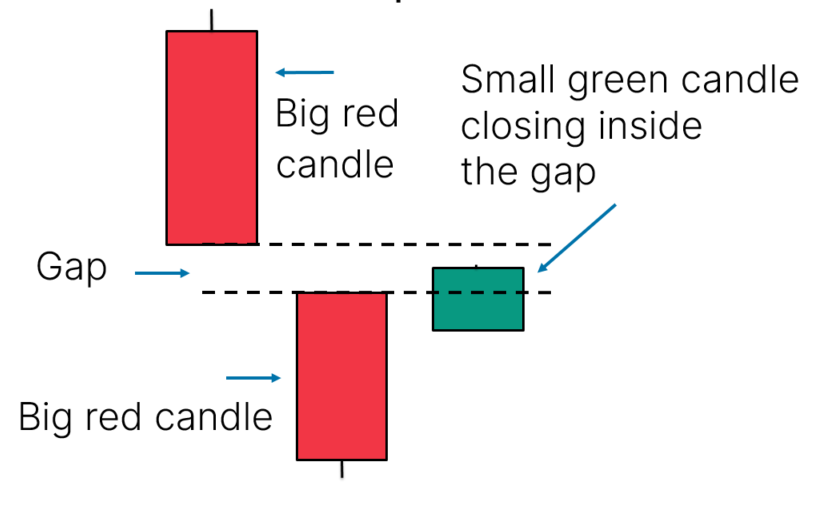 Big red
candle
Small green candle
closing inside
the gap
Gap
Big red candle